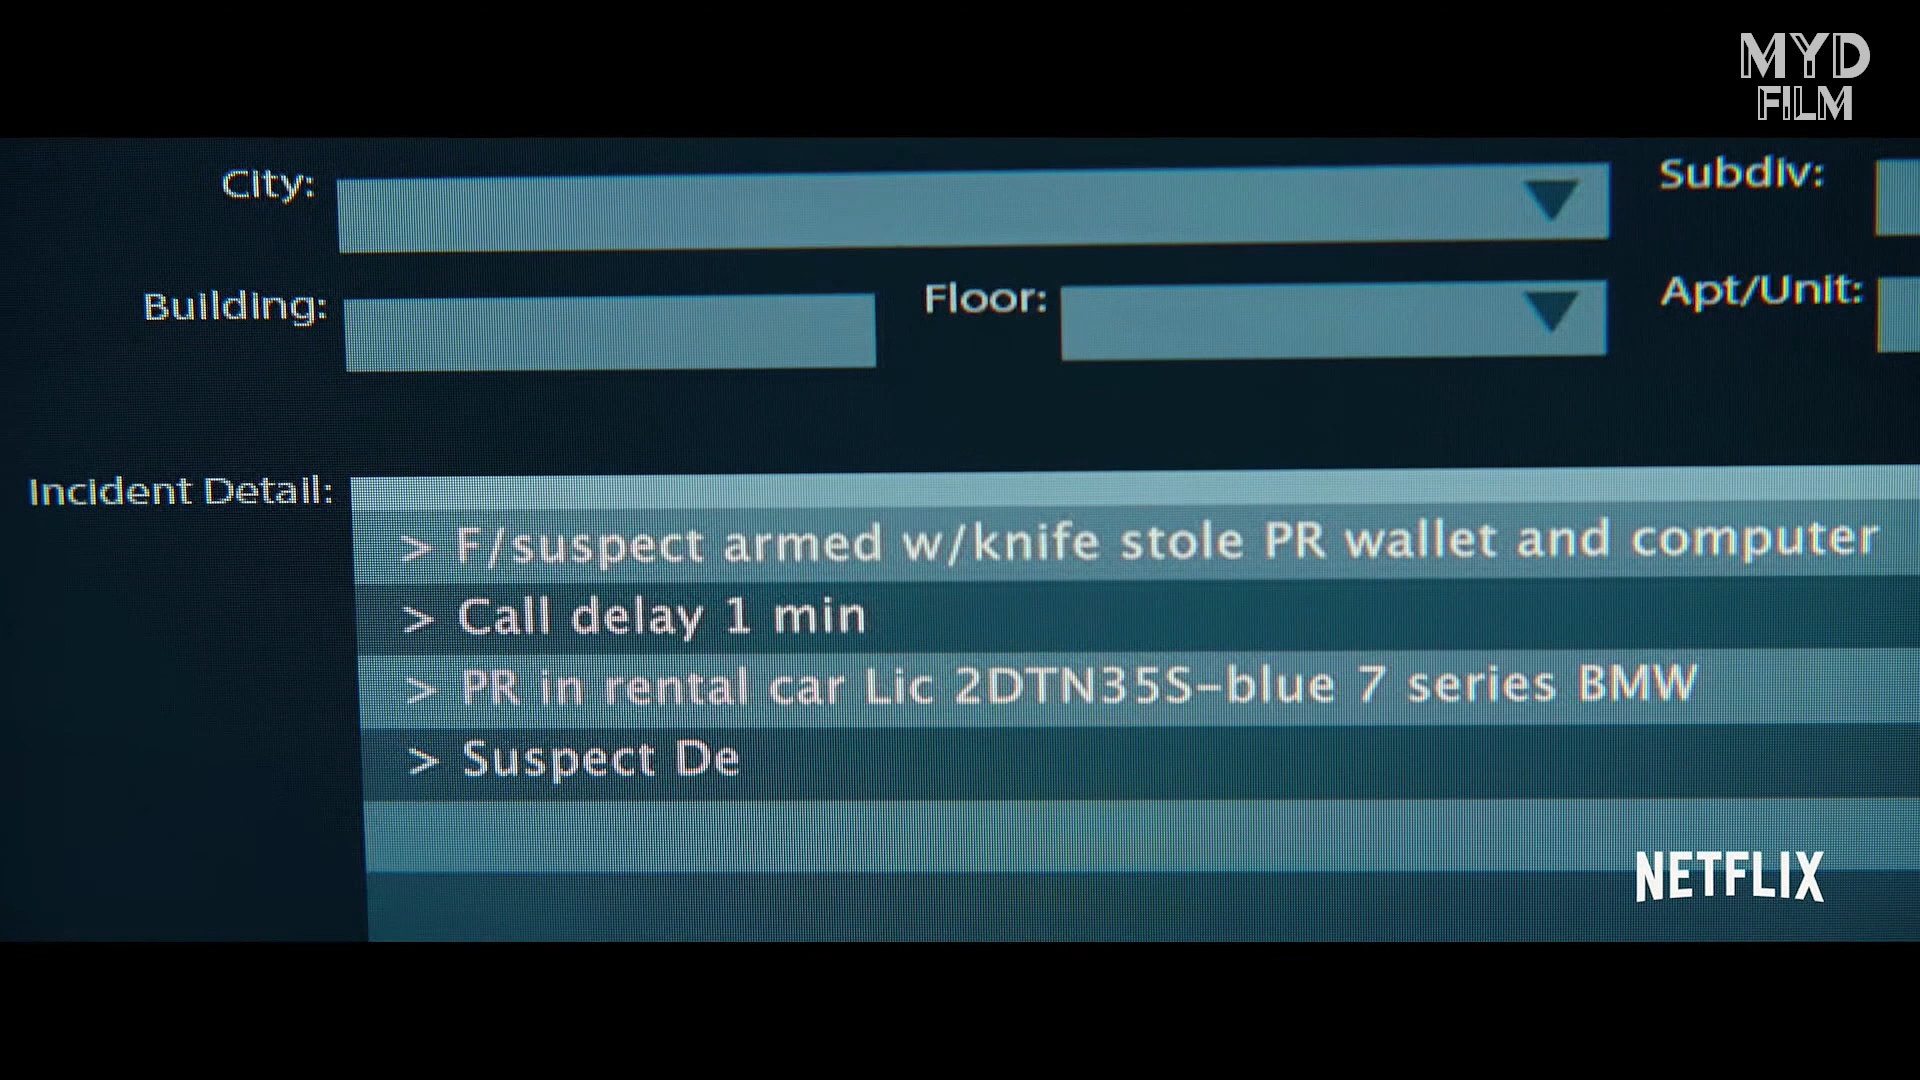 MYD
FILM
City:
Subdiv:
Building:
Floor:
Apt/Unit:
Incident Detail:
> F/suspect armed w/knife stole PR wallet and computer
> Call delay 1 min
> PR in rental car Lic 2DTN35S-blue 7 series BMW
> Suspect De
NETFLIX